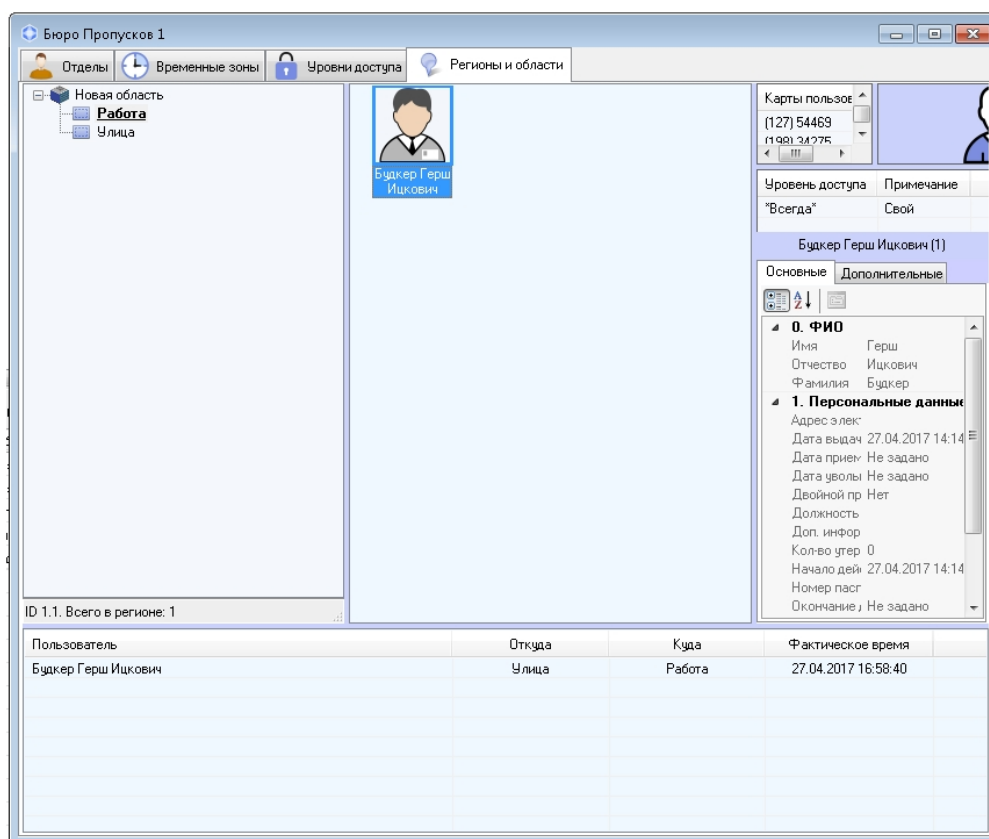 Бюро Пропусков 1
Отделы Временные зоны Уровни доступа Регионы и области
Новая область
Работа
Улица
Будкер Герш
Ицкович
Карты пользов
(127) 54469
(198) 34275
Уровень доступа Примечание
*Всегда* Свой
Будкер Герш Ицкович (1)
Основные Дополнительные
0. ФИО
Имя Герш
Отчество Ицкович
Фамилия Будкер
1. Персональные данные
Адрес элект
Дата выдач 27.04.2017 14:14
Дата прием Не задано
Дата уволь Не задано
Двойной пр Нет
Должность
Доп. инфор
Кол-во утер 0
Начало дей 27.04.2017 14:14
Номер пасп
Окончание Не задано
ID 1.1. Всего в регионе: 1
Пользователь Откуда Куда Фактическое время
Будкер Герш Ицкович Улица Работа 27.04.2017 16:58:40